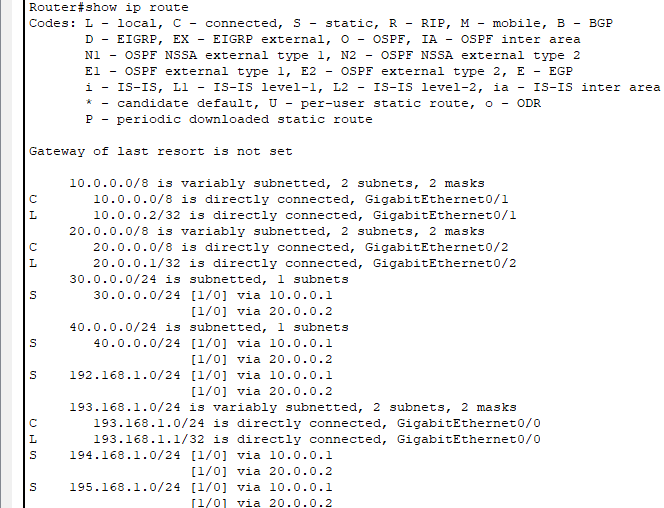 Router#show ip route
Codes: L - local, C - connected, S - static, R - RIP, M - mobile, B - BGP
       D - EIGRP, EX - EIGRP external, O - OSPF, IA - OSPF inter area
       N1 - OSPF NSSA external type 1, N2 - OSPF NSSA external type 2
       E1 - OSPF external type 1, E2 - OSPF external type 2, E - EGP
       i - IS-IS, L1 - IS-IS level-1, L2 - IS-IS level-2, ia - IS-IS inter area
       * - candidate default, U - per-user static route, o - ODR
       P - periodic downloaded static route

Gateway of last resort is not set

     10.0.0.0/8 is variably subnetted, 2 subnets, 2 masks
C       10.0.0.0/8 is directly connected, GigabitEthernet0/1
L       10.0.0.2/32 is directly connected, GigabitEthernet0/1
     20.0.0.0/8 is variably subnetted, 2 subnets, 2 masks
C       20.0.0.0/8 is directly connected, GigabitEthernet0/2
L       20.0.0.1/32 is directly connected, GigabitEthernet0/2
     30.0.0.0/24 is subnetted, 1 subnets
S       30.0.0.0/24 [1/0] via 10.0.0.1
                    [1/0] via 20.0.0.2
     40.0.0.0/24 is subnetted, 1 subnets
S       40.0.0.0/24 [1/0] via 10.0.0.1
                    [1/0] via 20.0.0.2
S    192.168.1.0/24 [1/0] via 10.0.0.1
                    [1/0] via 20.0.0.2
     193.168.1.0/24 is variably subnetted, 2 subnets, 2 masks
C       193.168.1.0/24 is directly connected, GigabitEthernet0/0
L       193.168.1.1/32 is directly connected, GigabitEthernet0/0
S    194.168.1.0/24 [1/0] via 10.0.0.1
                    [1/0] via 20.0.0.2
S    195.168.1.0/24 [1/0] via 10.0.0.1
                    [1/0] via 20.0.0.2